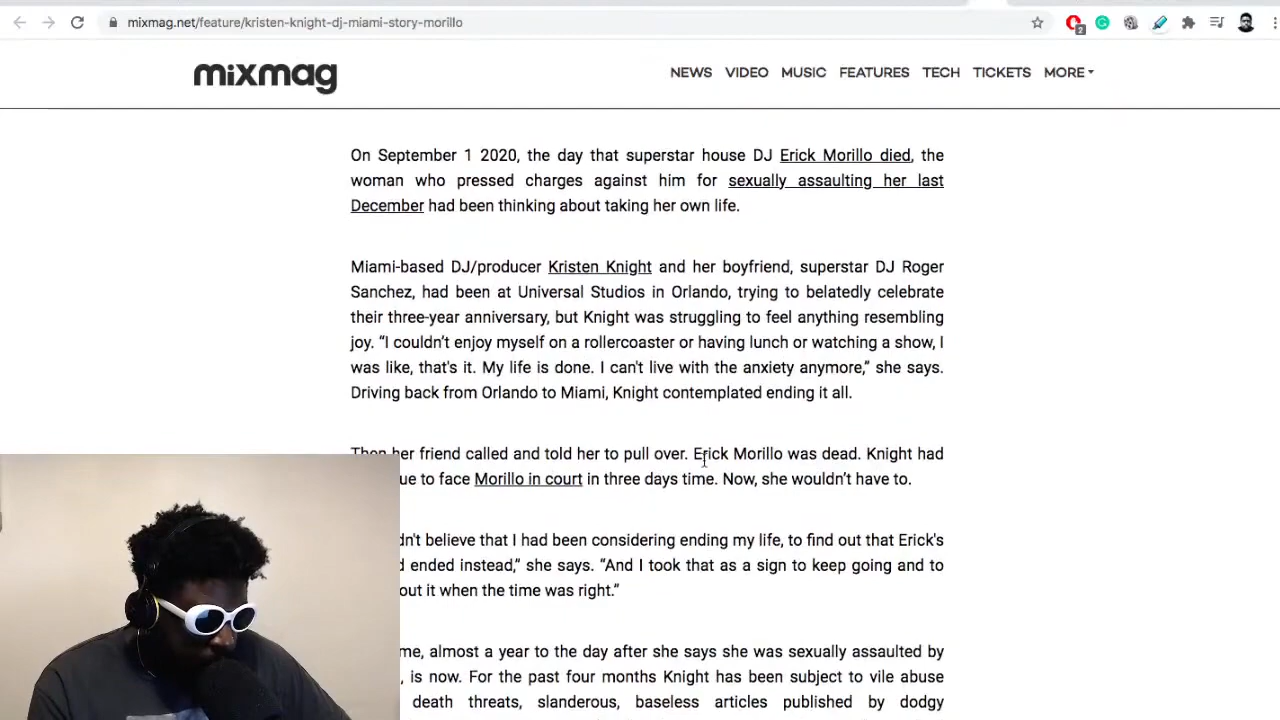 mixmag.net/feature/kristen-knight-dj-miami-story-morillo
2
mixmag
NEWS VIDEO MUSIC FEATURES TECH TICKETS MORE
On September 1 2020, the day that superstar house DJ Erick Morillo died, the
woman who pressed charges against him for sexually assaulting her last
December had been thinking about taking her own life.
Miami-based DJ/producer Kristen Knight and her boyfriend, superstar DJ Roger
Sanchez, had been at Universal Studios in Orlando, trying to belatedly celebrate
their three-year anniversary, but Knight was struggling to feel anything resembling
joy. “I couldn’t enjoy myself on a rollercoaster or having lunch or watching a show, I
was like, that's it. My life is done. I can't live with the anxiety anymore,” she says.
Driving back from Orlando to Miami, Knight contemplated ending it all.
Then her friend called and told her to pull over. Erick Morillo was dead. Knight had
to face Morillo in court in three days time. Now, she wouldn’t have to.
believe that I had been considering ending my life, to find out that Erick's
ended instead,” she says. “And I took that as a sign to keep going and to
out it when the time was right.”
almost a year to the day after she says she was sexually assaulted by
is now. For the past four months Knight has been subject to vile abuse
death threats, slanderous, baseless articles published by dodgy